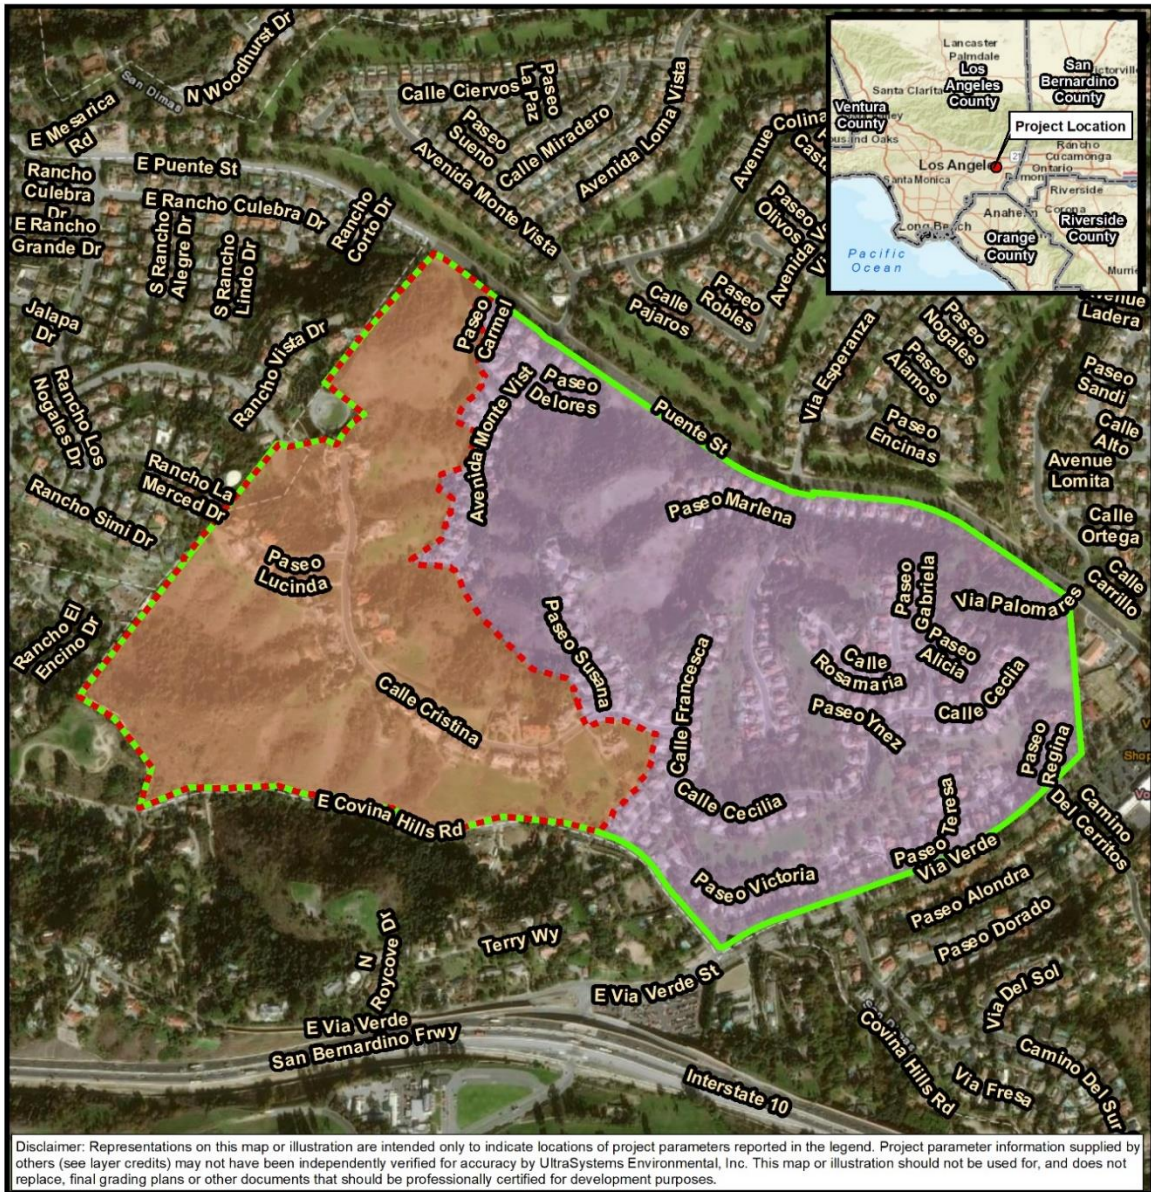 N Woodhurst Dr
San Dimas
E Mesarica
Rd
Calle Ciervos
Paseo
La Paz
Paseo
Sueno
Calle Miradero
Avenida Monte Vista
Avenida Loma Vista
Avenue Colina
Lancaster
Palmdale
Los
Angeles
County
San
Bernardino
County
Santa Clarita
Ventura
County
Project Location
Los Angeles
Santa Monica
Rancho
Cucamonga
Ontario
Riverside
Anaheim
Corona
Riverside
County
Long Beach
Orange
County
Pacific
Ocean
E Puente St
Rancho
Culebra
Dr
E Rancho
Grande Dr
E Rancho Culebra Dr
S Rancho
Alegre Dr
S Rancho
Lindo Dr
Rancho
Corto Dr
Paseo
Olivos
Calle
Pajaros
Paseo
Robles
Via Esperanza
Paseo
Nogales
Paseo
Alamos
Paseo
Encinas
Ladera
Paseo
Sandi
Calle
Alto
Avenue
Lomita
Calle
Ortega
Calle
Carrillo
Jalapa
Dr
Rancho Los
Nogales Dr
Rancho Vista Dr
Paseo
Carmel
Avenida Monte Vist
Paseo
Delores
Puente St
Rancho La
Merced Dr
Rancho Simi Dr
Paseo Marlena
Paseo
Lucinda
Rancho El
Encino Dr
Paseo Susana
Paseo
Gabriela
Via Palomares
Paseo
Alicia
Calle
Rosamaria
Calle Cecilia
Calle Francesca
Paseo Ynez
Calle Cristina
Paseo
Regina
E Covina Hills Rd
Calle Cecilia
Paseo Teresa
Via Verde
Camino
Del Cerritos
Paseo Victoria
Paseo Alondra
Paseo Dorado
N
Roycove Dr
Terry Wy
E Via Verde St
Via Del Sol
E Via Verde
San Bernardino Frwy
Covina Hills Rd
Camino Del Sur
Via Fresa
Interstate 10
Disclaimer: Representations on this map or illustration are intended only to indicate locations of project parameters reported in the legend. Project parameter information supplied by
others (see layer credits) may not have been independently verified for accuracy by UltraSystems Environmental, Inc. This map or illustration should not be used for, and does not
replace, final grading plans or other documents that should be professionally certified for development purposes.